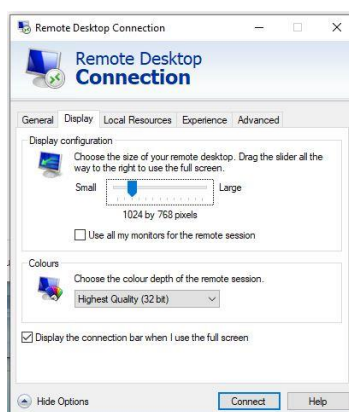 Remote Desktop Connection
Remote Desktop
Connection
General Display Local Resources Experience Advanced
Display configuration
Choose the size of your remote desktop. Drag the slider all the
way to the right to use the full screen.
Small Large
1024 by 768 pixels
Use all my monitors for the remote session
Colours
Choose the colour depth of the remote session.
Highest Quality (32 bit)
Display the connection bar when I use the full screen
Hide Options Connect Help